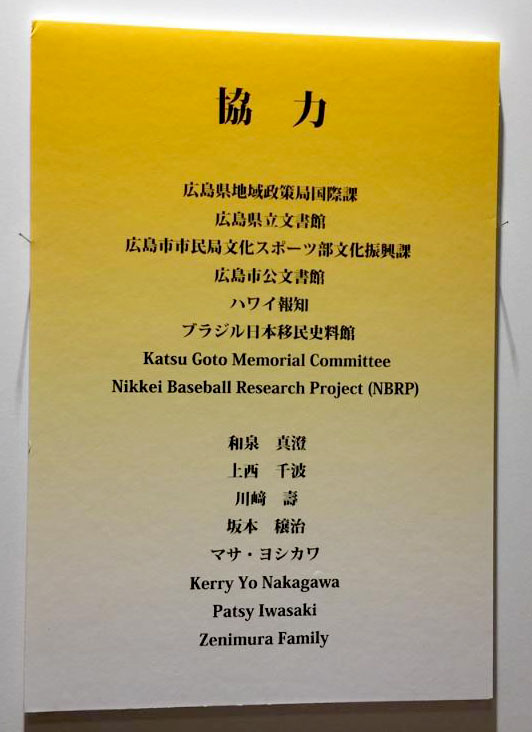 協　力
広島県地域政策局国際課
広島県立文書館
広島市市民局文化スポーツ部文化振興課
広島市公文書館
ハワイ報知
ブラジル日本移民史料館
Katsu Goto Memorial Committee
Nikkei Baseball Research Project (NBRP)
和泉　真澄
上西　千波
川﨑　壽
坂本　穣治
マサ・ヨシカワ
Kerry Yo Nakagawa
Patsy Iwasaki
Zenimura Family